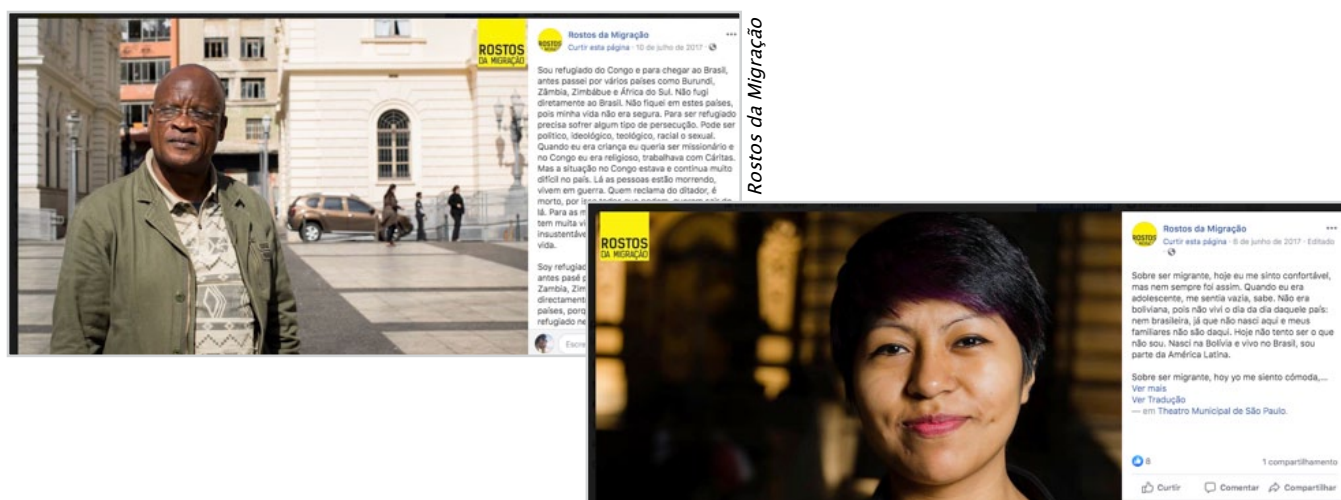 ROSTOS
DA MIGRAÇÃO
ROSTOS
Rostos da Migração
Curtir esta página · 10 de julho de 2017 ·
Sou refugiado do Congo e para chegar ao Brasil,
antes passei por vários países como Burundi,
Zâmbia, Zimbábue e África do Sul. Não fugi
diretamente ao Brasil. Não fiquei em estes países,
pois minha vida não era segura. Para ser refugiado
precisa sofrer algum tipo de persecução. Pode ser
político, ideológico, teológico, racial o sexual.
Quando eu era criança eu queria ser missionário e
no Congo eu era religioso, trabalhava com Cáritas.
Mas a situação no Congo estava e continua muito
difícil no país. Lá as pessoas estão morrendo,
vivem em guerra. Quem reclama do ditador, é
morto, por
lá. Para as m
tem muita vi
insustentáve
vida.
Soy refugiad
antes pasé p
Zambia, Zim
directament
países, porq
refugiado ne
Escre
Rostos da Migração
ROSTOS
DA MIGRAÇÃO
ROSTOS
Rostos da Migração
Curtir esta página · 8 de junho de 2017 · Editado
·
Sobre ser migrante, hoje eu me sinto confortável,
mas nem sempre foi assim. Quando eu era
adolescente, me sentia vazia, sabe. Não era
boliviana, pois não vivi o dia da dia daquele país:
nem brasileira, já que não nasci aqui e meus
familiares não são daqui. Hoje não tento ser o que
não sou. Nasci na Bolívia e vivo no Brasil, sou
parte da América Latina.
Sobre ser migrante, hoy yo me siento cómoda,...
Ver mais
Ver Tradução
— em Theatro Municipal de São Paulo.
8
1 compartilhamento
Curtir Comentar Compartilhar